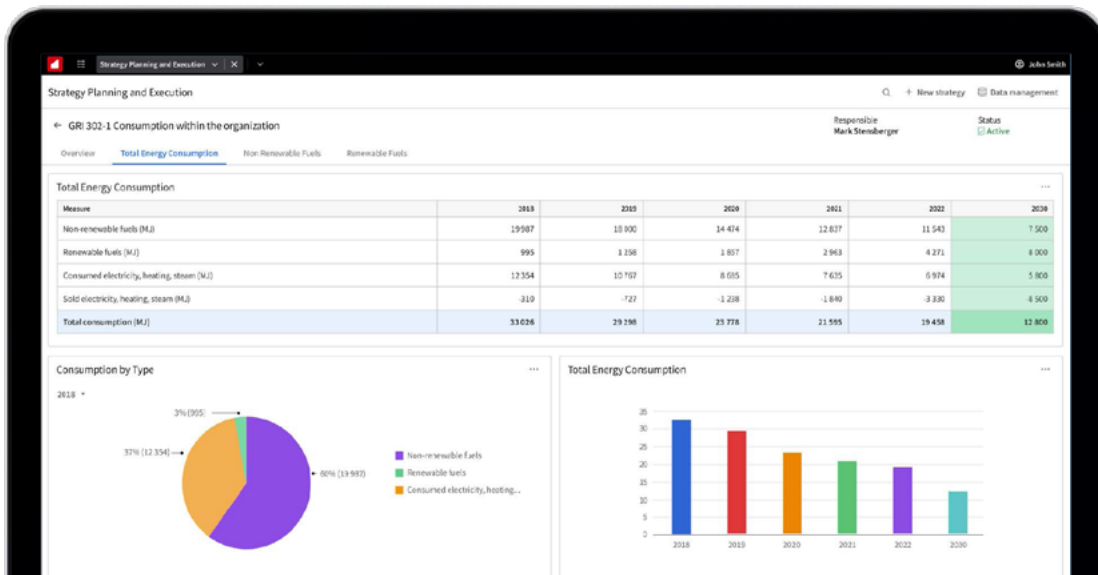 Strategy Planning and Execution
John Smith
Strategy Planning and Execution
+ New strategy Data management
← GRI 302-1 Consumption within the organization
Responsible
Mark Stensberger
Status
Active
Overview Total Energy Consumption Non Renewable Fuels Renewable Fuels
Total Energy Consumption
Measure 2018 2019 2020 2021 2022 2030
Non-renewable fuels (MJ) 19 987 18 000 14 474 12 837 11 543 7 500
Renewable fuels (MJ) 995 1 258 1 857 2 963 4 271 8 000
Consumed electricity, heating, steam (MJ) 12 354 10 767 8 685 7 635 6 974 5 800
Sold electricity, heating, steam (MJ) -310 -727 -1 238 -1 840 -3 330 -8 500
Total consumption (MJ) 33 026 29 298 23 778 21 595 19 458 12 800
Consumption by Type
2018
3% (995)
37% (12 354)
60% (19 987)
Non-renewable fuels
Renewable fuels
Consumed electricity, heating...
Total Energy Consumption
35
30
25
20
15
10
5
0
2018 2019 2020 2021 2022 2030